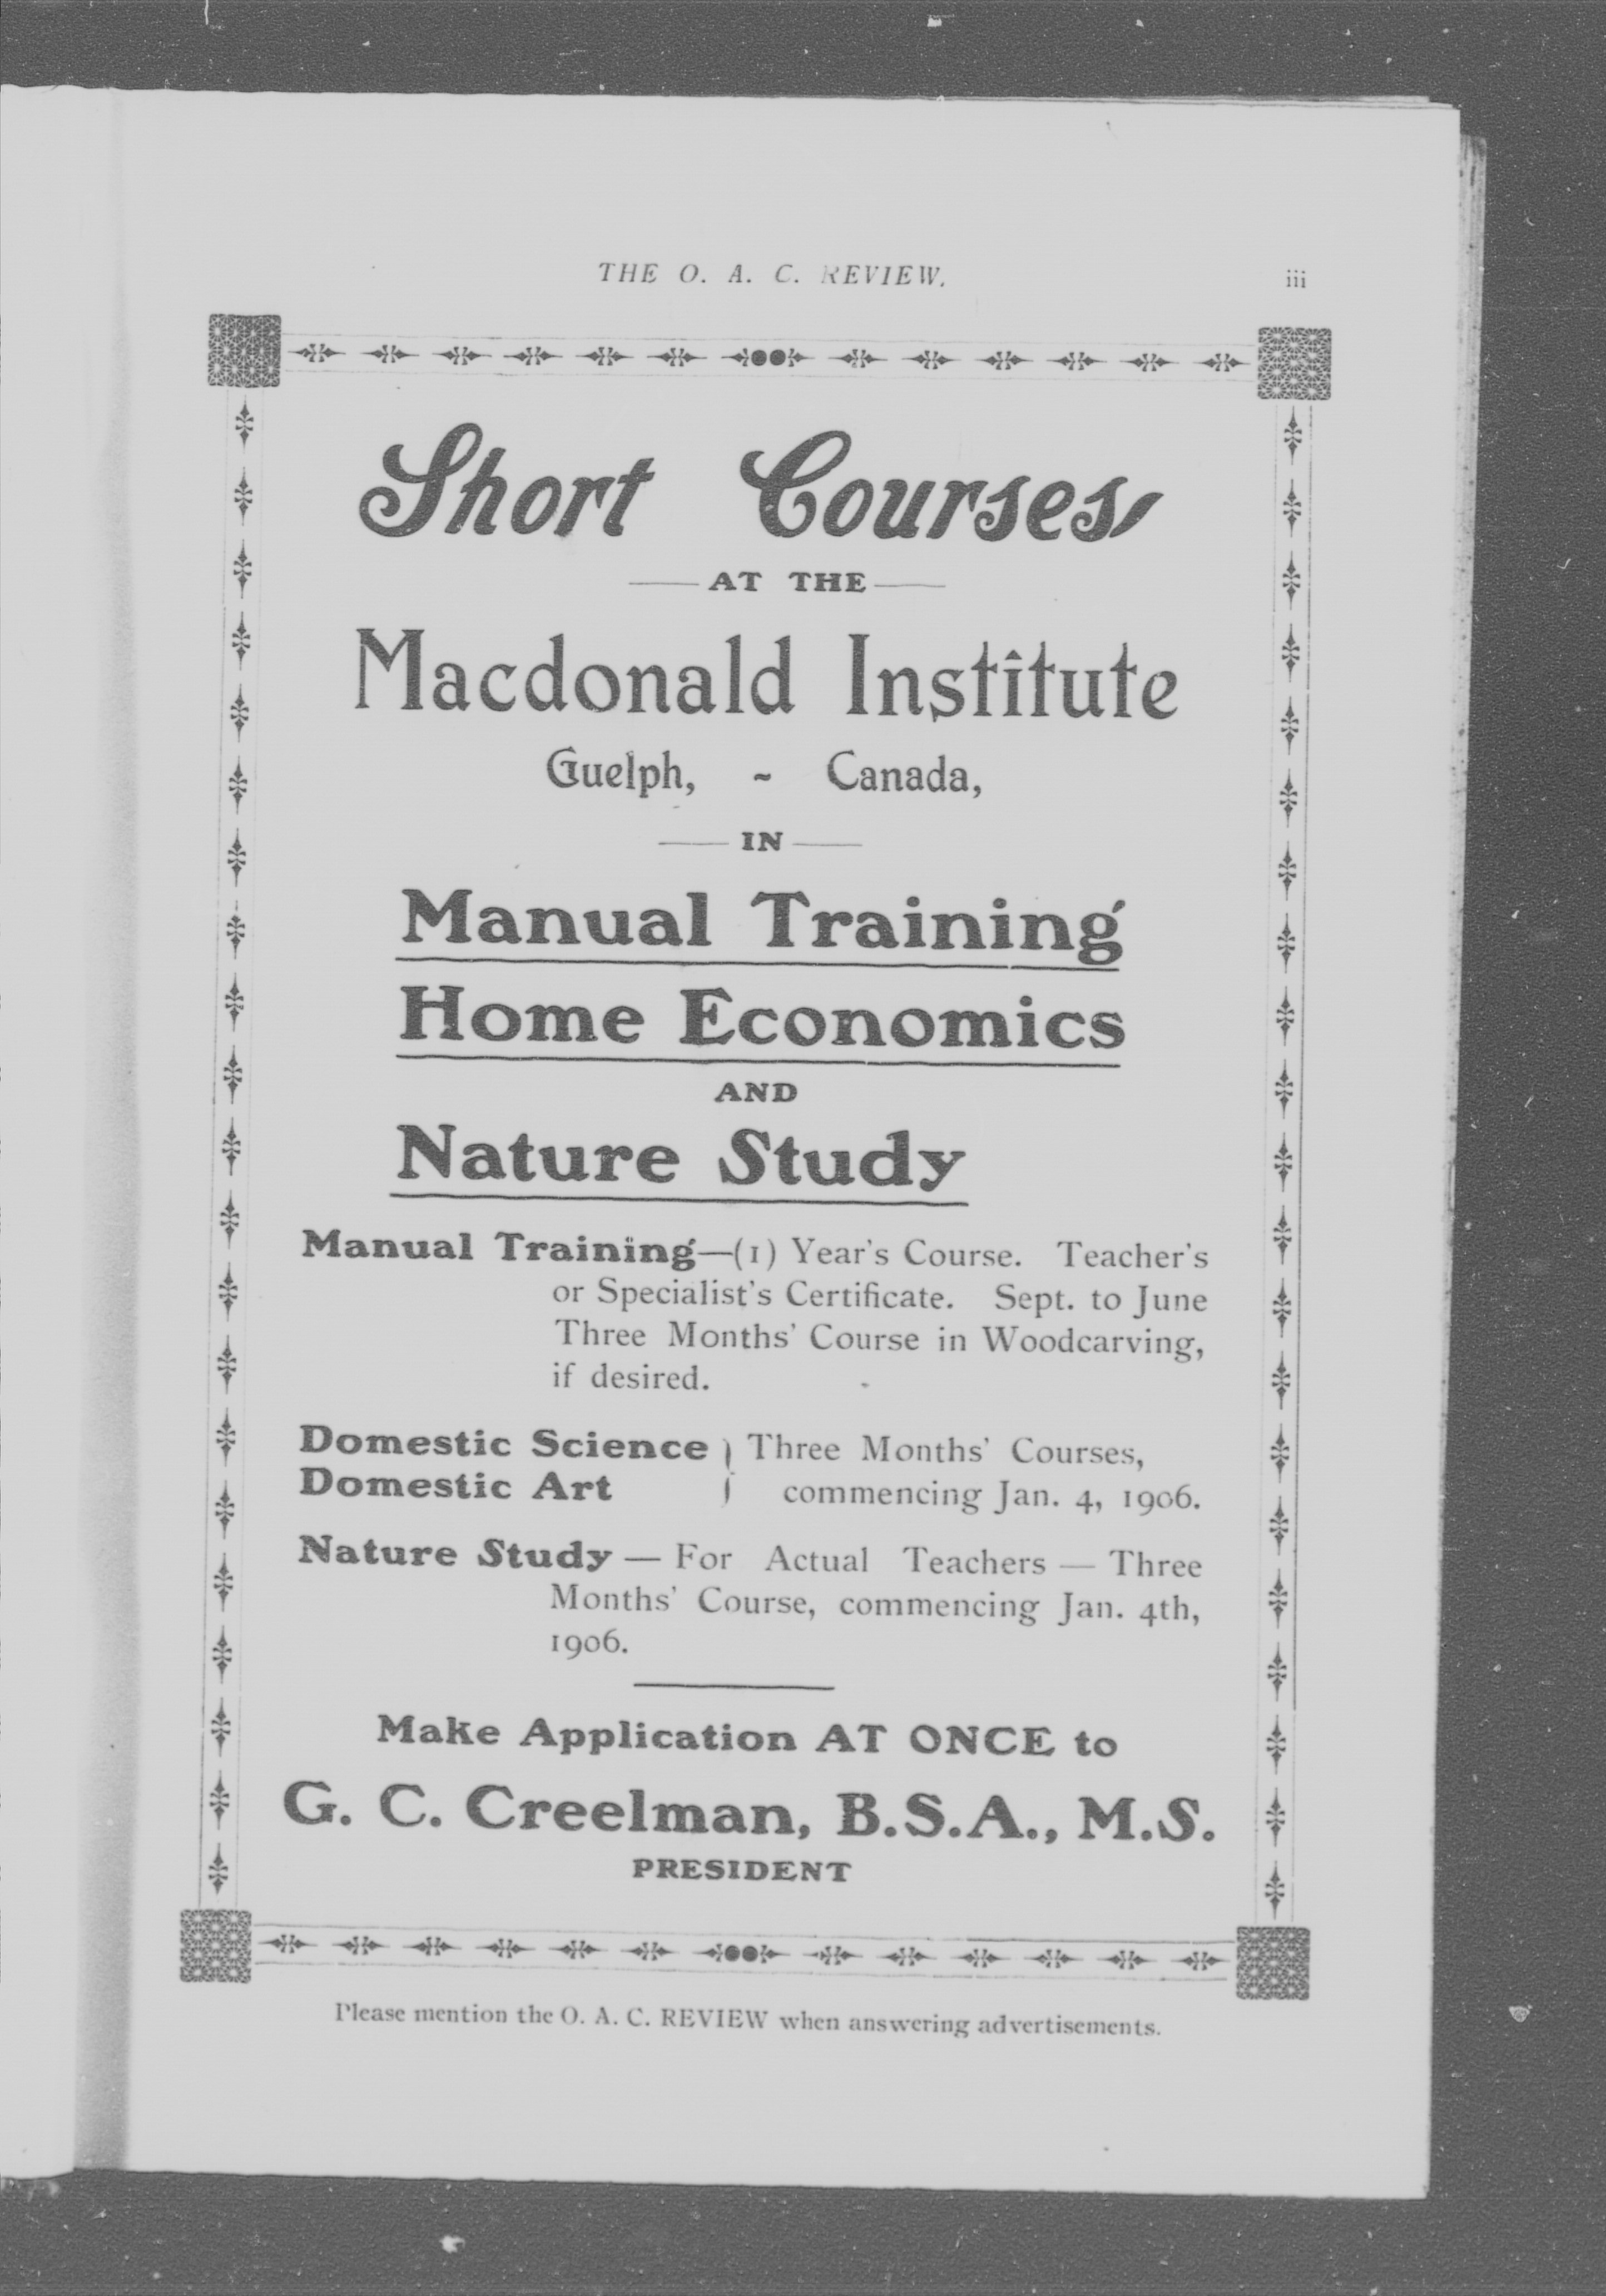 THE O. A. C. REVIEW. iii
Short Courses
AT THE
Macdonald Institute
Guelph, ~ Canada,
IN
Manual Training
Home Economics
AND
Nature Study
Manual Training—(1) Year's Course. Teacher's
or Specialist's Certificate. Sept. to June
Three Months' Course in Woodcarving,
if desired.
Domestic Science } Three Months' Courses,
Domestic Art commencing Jan. 4, 1906.
Nature Study — For Actual Teachers — Three
Months' Course, commencing Jan. 4th,
1906.
Make Application AT ONCE to
G. C. Creelman, B.S.A., M.S.
PRESIDENT
Please mention the O. A. C. REVIEW when answering advertisements.